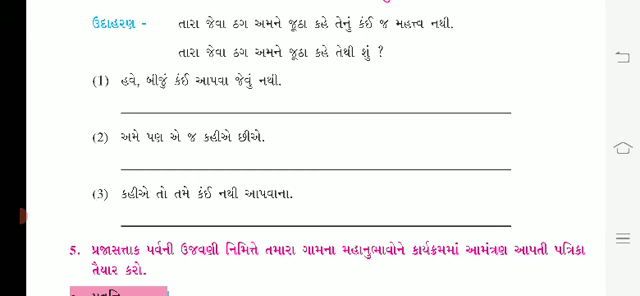 ઉદાહરણ - તારા જેવા ઠગ અમને જૂઠા કહે તેનું કંઈ જ મહત્ત્વ નથી.
તારા જેવા ઠગ અમને જૂઠા કહે તેથી શું ?
(1) હવે, બીજું કંઈ આપવા જેવું નથી.
(2) અમે પણ એ જ કહીએ છીએ.
(3) કહીએ તો તમે કંઈ નથી આપવાના.
5. પ્રજાસત્તાક પર્વની ઉજવણી નિમિત્તે તમારા ગામના મહાનુભાવોને કાર્યક્રમમાં આમંત્રણ આપતી પત્રિકા
તૈયાર કરો.